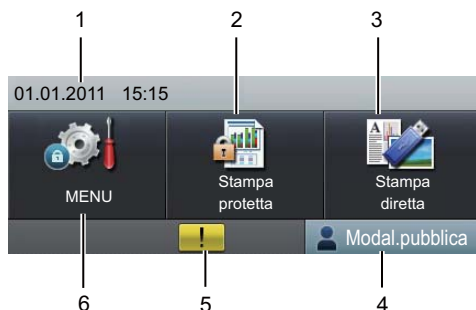 1 2 3
01.01.2011 15:15
MENU
Stampa
protetta
Stampa
diretta
! Modal.pubblica
6 5 4